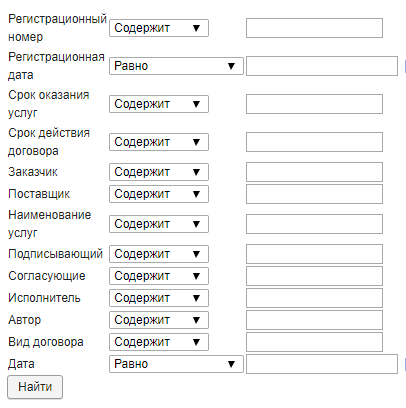 Регистрационный
номер
Содержит
Регистрационная
дата
Равно
Срок оказания
услуг
Содержит
Срок действия
договора
Содержит
Заказчик Содержит
Поставщик Содержит
Наименование
услуг
Содержит
Подписывающий Содержит
Согласующие Содержит
Исполнитель Содержит
Автор Содержит
Вид договора Содержит
Дата Равно
Найти